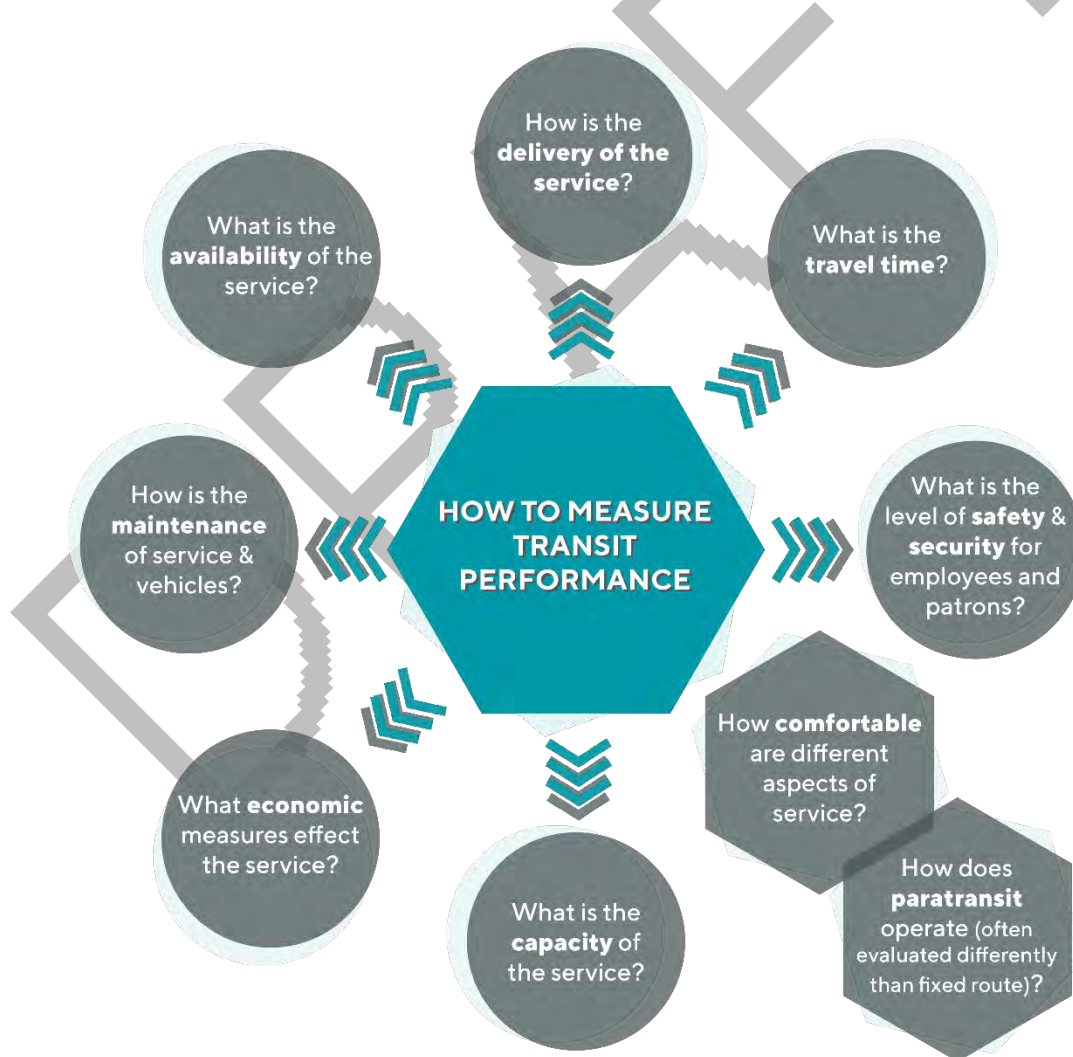 How is the
delivery of the
service?
What is the
availability of the
service?
What is the
travel time?
How is the
maintenance
of service &
vehicles?
HOW TO MEASURE
TRANSIT
PERFORMANCE
What is the
level of safety &
security for
employees and
patrons?
How comfortable
are different
aspects of
service?
What economic
measures effect
the service?
What is the
capacity of
the service?
How does
paratransit
operate (often
evaluated differently
than fixed route)?